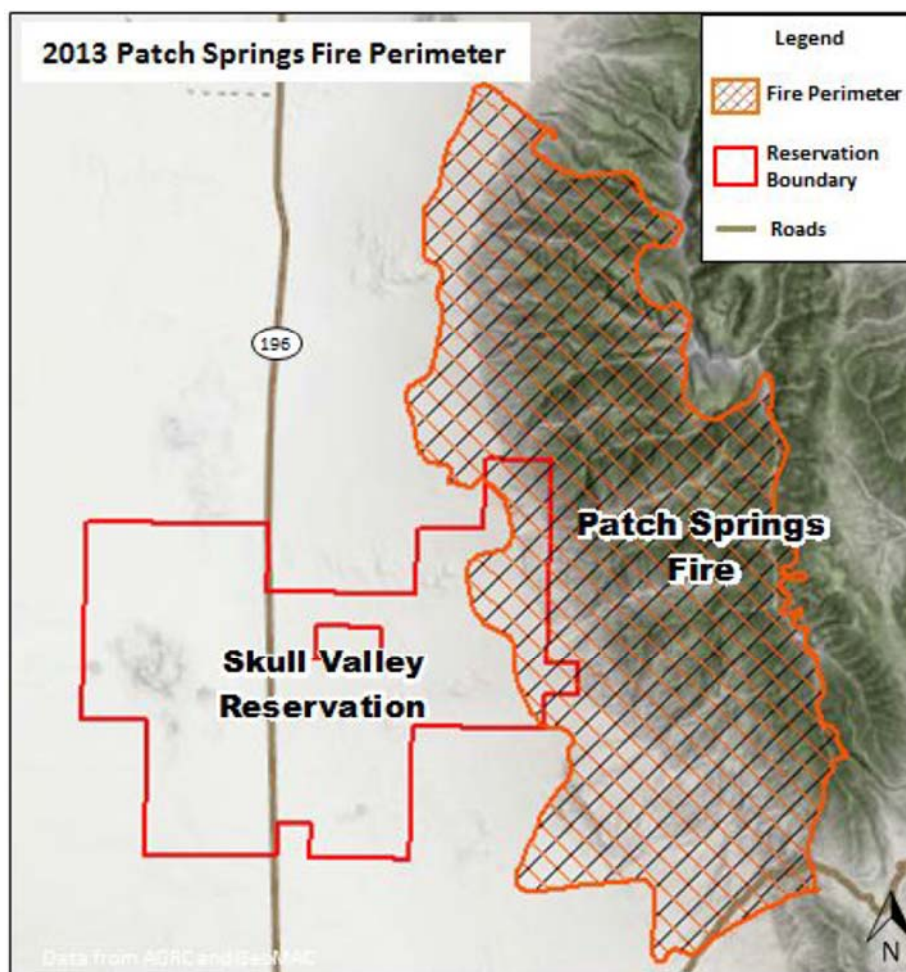 2013 Patch Springs Fire Perimeter
Legend
Fire Perimeter
Reservation
Boundary
Roads
196
Patch Springs
Fire
Skull Valley
Reservation
N
Data from AGRC and GeoMAC